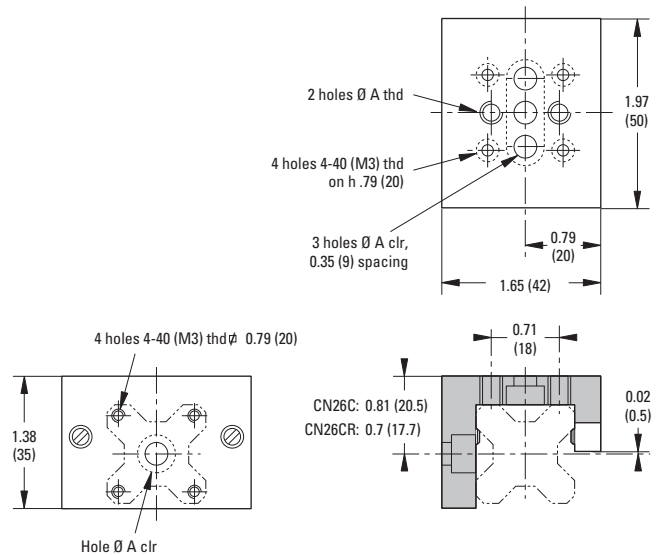 2 holes Ø A thd
4 holes 4-40 (M3) thd
on h .79 (20)
3 holes Ø A clr,
0.35 (9) spacing
1.97
(50)
0.79
(20)
1.65 (42)
4 holes 4-40 (M3) thd 0.79 (20)
1.38
(35)
Hole Ø A clr
0.71
(18)
CN26C: 0.81 (20.5)
CN26CR: 0.7 (17.7)
0.02
(0.5)